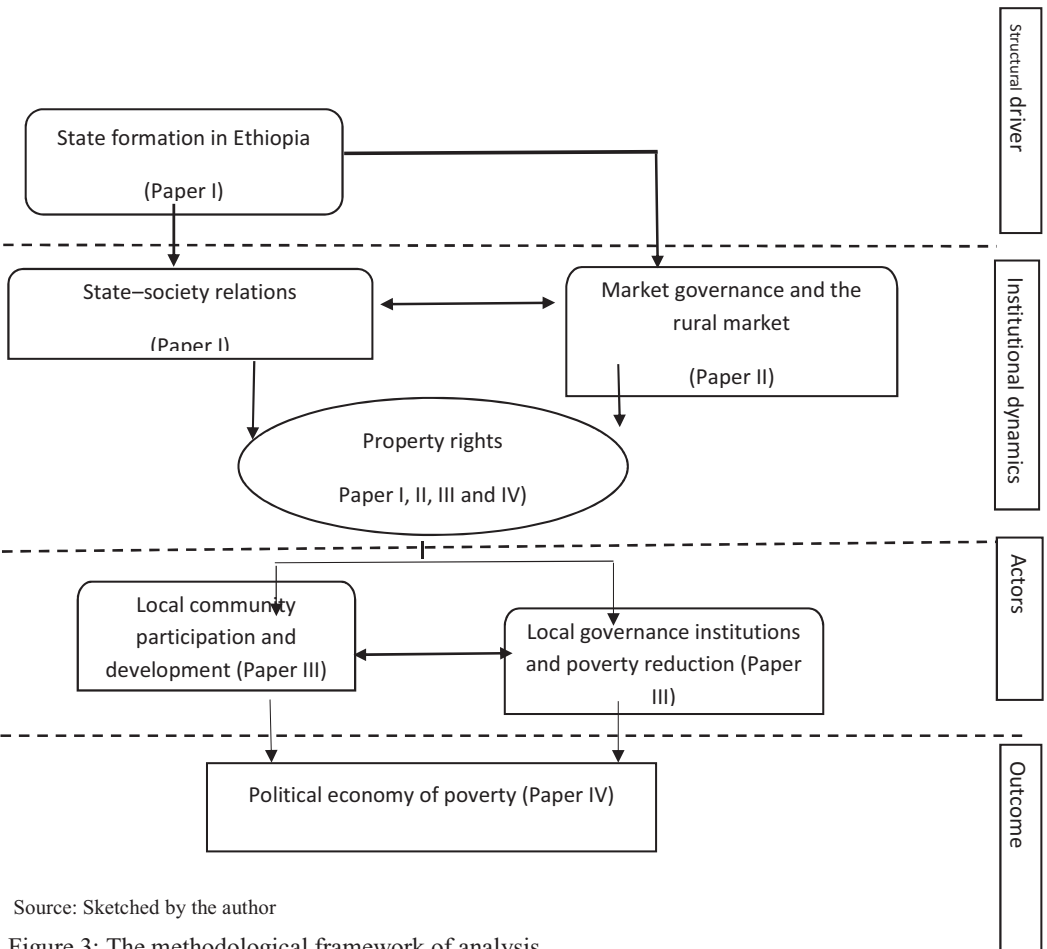 Structural driver
State formation in Ethiopia
(Paper I)
Institutional dynamics
State–society relations
(Paper I)
Market governance and the
rural market
(Paper II)
Property rights
Paper I, II, III and IV)
Actors
Local community
participation and
development (Paper III)
Local governance institutions
and poverty reduction (Paper
III)
Outcome
Political economy of poverty (Paper IV)
Source: Sketched by the author
Figure 3: The methodological framework of analysis